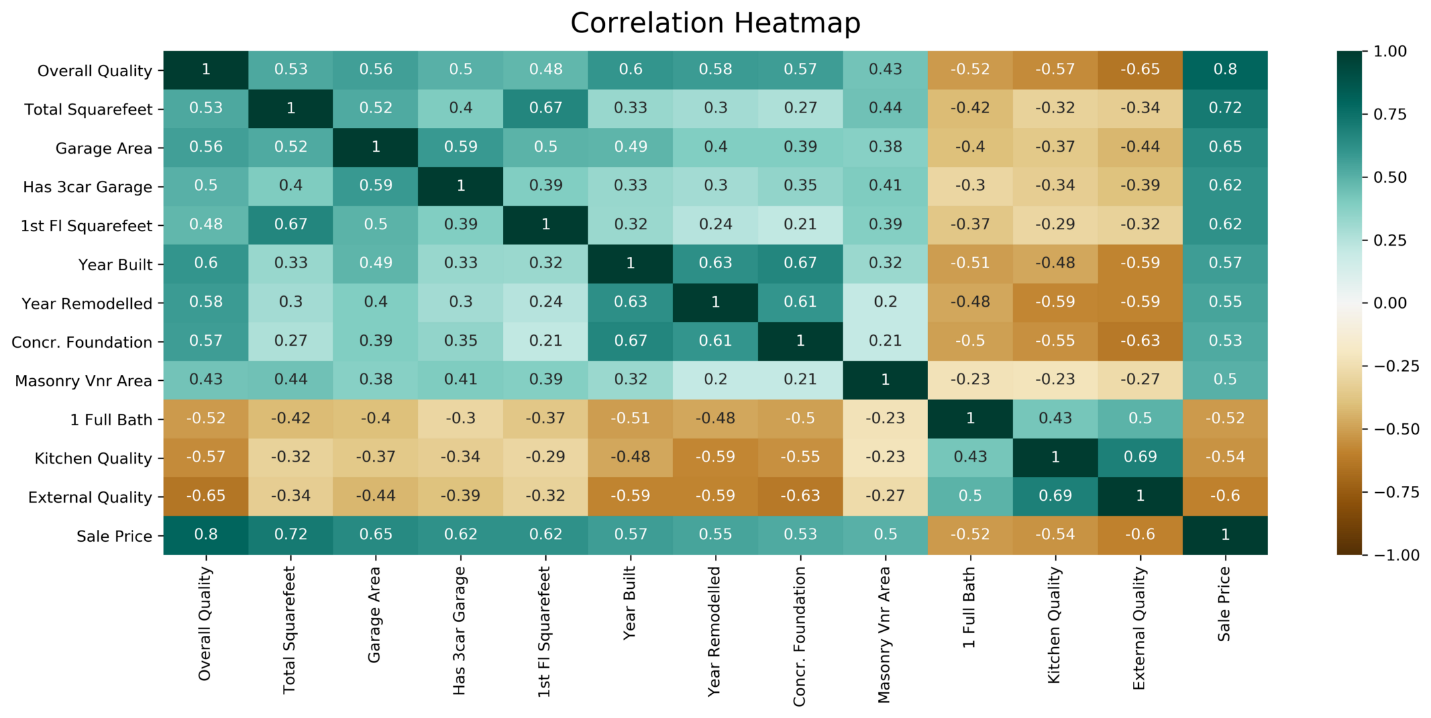 Correlation Heatmap
Overall Quality 1 0.53 0.56 0.5 0.48 0.6 0.58 0.57 0.43 -0.52 -0.57 -0.65 0.8
Total Squarefeet 0.53 1 0.52 0.4 0.67 0.33 0.3 0.27 0.44 -0.42 -0.32 -0.34 0.72
Garage Area 0.56 0.52 1 0.59 0.5 0.49 0.4 0.39 0.38 -0.4 -0.37 -0.44 0.65
Has 3car Garage 0.5 0.4 0.59 1 0.39 0.33 0.3 0.35 0.41 -0.3 -0.34 -0.39 0.62
1st Fl Squarefeet 0.48 0.67 0.5 0.39 1 0.32 0.24 0.21 0.39 -0.37 -0.29 -0.32 0.62
Year Built 0.6 0.33 0.49 0.33 0.32 1 0.63 0.67 0.32 -0.51 -0.48 -0.59 0.57
Year Remodelled 0.58 0.3 0.4 0.3 0.24 0.63 1 0.61 0.2 -0.48 -0.59 -0.59 0.55
Concr. Foundation 0.57 0.27 0.39 0.35 0.21 0.67 0.61 1 0.21 -0.5 -0.55 -0.63 0.53
Masonry Vnr Area 0.43 0.44 0.38 0.41 0.39 0.32 0.2 0.21 1 -0.23 -0.23 -0.27 0.5
1 Full Bath -0.52 -0.42 -0.4 -0.3 -0.37 -0.51 -0.48 -0.5 -0.23 1 0.43 0.5 -0.52
Kitchen Quality -0.57 -0.32 -0.37 -0.34 -0.29 -0.48 -0.59 -0.55 -0.23 0.43 1 0.69 -0.54
External Quality -0.65 -0.34 -0.44 -0.39 -0.32 -0.59 -0.59 -0.63 -0.27 0.5 0.69 1 -0.6
Sale Price 0.8 0.72 0.65 0.62 0.62 0.57 0.55 0.53 0.5 -0.52 -0.54 -0.6 1
Overall Quality
Total Squarefeet
Garage Area
Has 3car Garage
1st Fl Squarefeet
Year Built
Year Remodelled
Concr. Foundation
Masonry Vnr Area
1 Full Bath
Kitchen Quality
External Quality
Sale Price
1.00
0.75
0.50
0.25
0.00
−0.25
−0.50
−0.75
−1.00